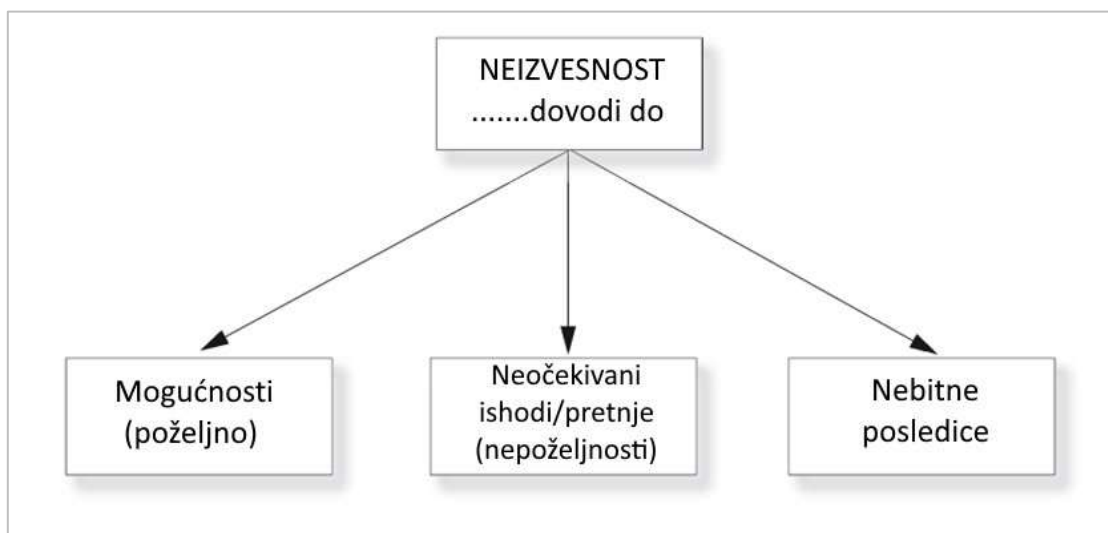 NEIZVESNOST
.......dovodi do
Mogućnosti
(poželjno)
Neočekivani
ishodi/pretnje
(nepoželjnosti)
Nebitne
posledice